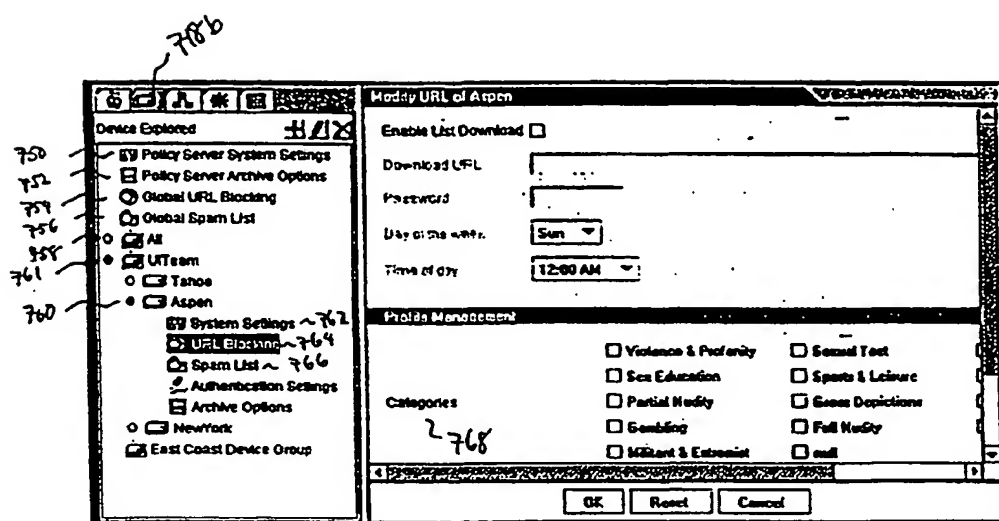 718b
Modify URL of Aspen
Device Explored
Enable List Download
750 Policy Server System Settings
Download URL
752 Policy Server Archive Options
754 Global URL Blocking
Password
756 Global Spam List
Day of the week Sun
958 All
761 UITeam
Time of day 12:00 AM
Tahoe
760 Aspen
Profile Management
System Settings ~ 762
URL Blocking ~ 764
Violence & Profanity Sexual Text
Spam List ~ 766
Sex Education Sports & Leisure
Authentication Settings
Categories Partial Nudity Gross Depictions
Archive Options
768 Gambling Full Nudity
NewYork
Militant & Extremist null
East Coast Device Group
OK Reset Cancel